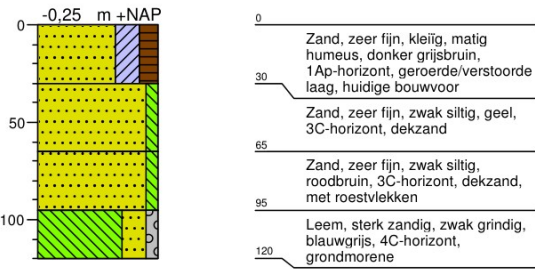 -0,25 m +NAP
0
50
100
0
Zand, zeer fijn, kleiïg, matig
humeus, donker grijsbruin,
1Ap-horizont, geroerde/verstoorde
laag, huidige bouwvoor
30
Zand, zeer fijn, zwak siltig, geel,
3C-horizont, dekzand
65
Zand, zeer fijn, zwak siltig,
roodbruin, 3C-horizont, dekzand,
met roestvlekken
95
Leem, sterk zandig, zwak grindig,
blauwgrijs, 4C-horizont,
grondmorene
120